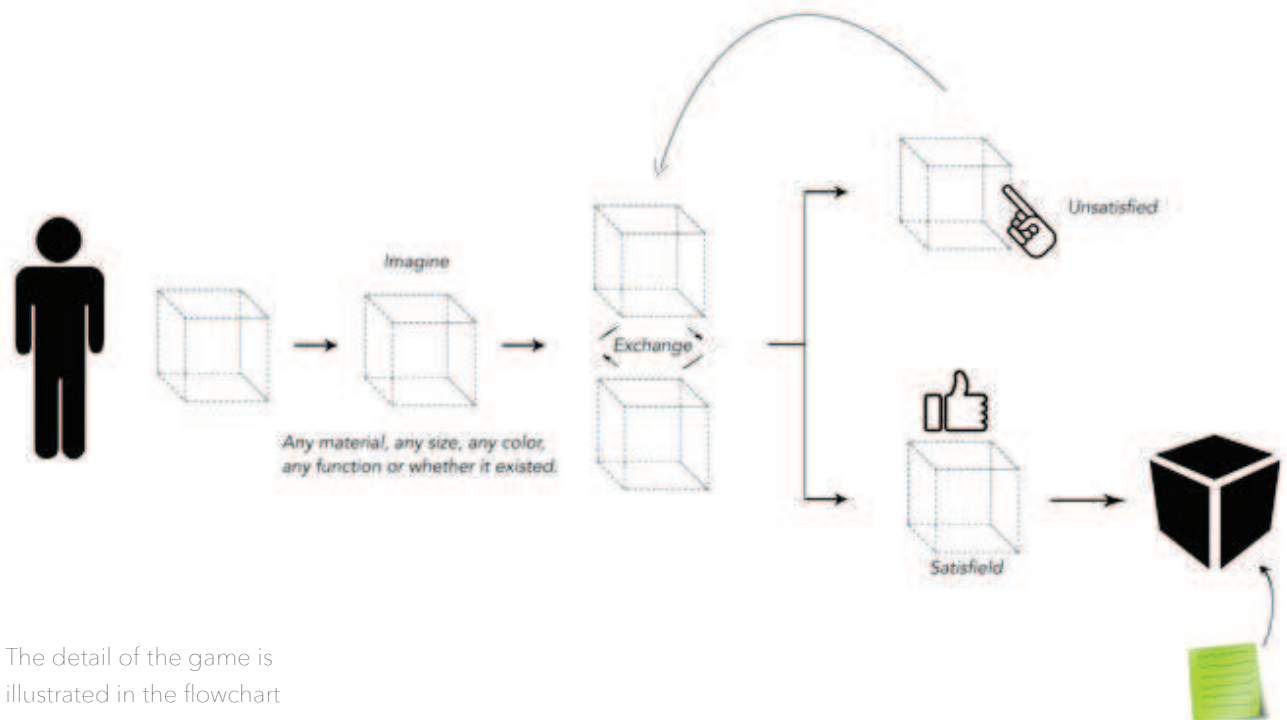 Unsatisfied
Imagine
Exchange
Any material, any size, any color,
any function or whether it existed.
Satisfield
The detail of the game is
illustrated in the flowchart